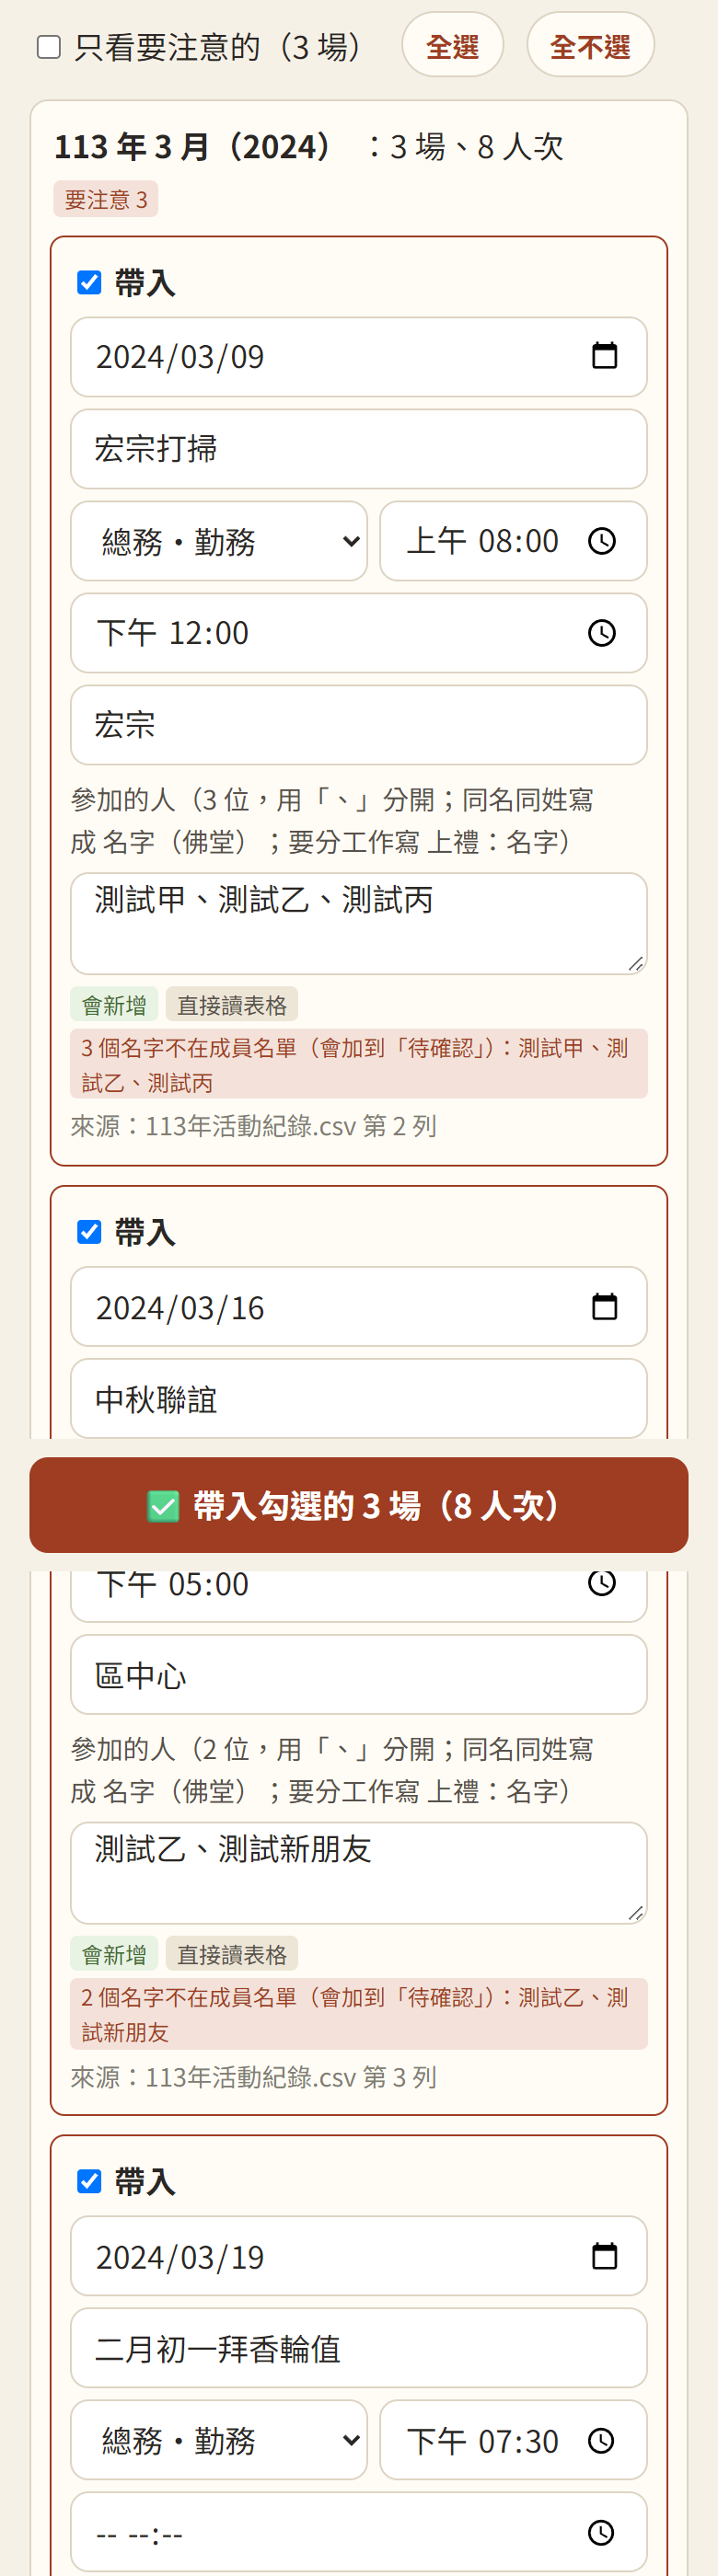 只看要注意的（3 場）
全選
全不選
113 年 3 月（2024）：3 場、8 人次
要注意 3
帶入
2024/03/09
宏宗打掃
總務・勤務
上午 08:00
下午 12:00
宏宗
參加的人（3 位，用「、」分開；同名同姓寫
成 名字（佛堂）；要分工作寫 上禮：名字）
測試甲、測試乙、測試丙
會新增
直接讀表格
3 個名字不在成員名單（會加到「待確認」）：測試甲、測
試乙、測試丙
來源：113年活動紀錄.csv 第 2 列
帶入
2024/03/16
中秋聯誼
✅ 帶入勾選的 3 場（8 人次）
下午 05:00
區中心
參加的人（2 位，用「、」分開；同名同姓寫
成 名字（佛堂）；要分工作寫 上禮：名字）
測試乙、測試新朋友
會新增
直接讀表格
2 個名字不在成員名單（會加到「待確認」）：測試乙、測
試新朋友
來源：113年活動紀錄.csv 第 3 列
帶入
2024/03/19
二月初一拜香輪值
總務・勤務
下午 07:30
-- --:--